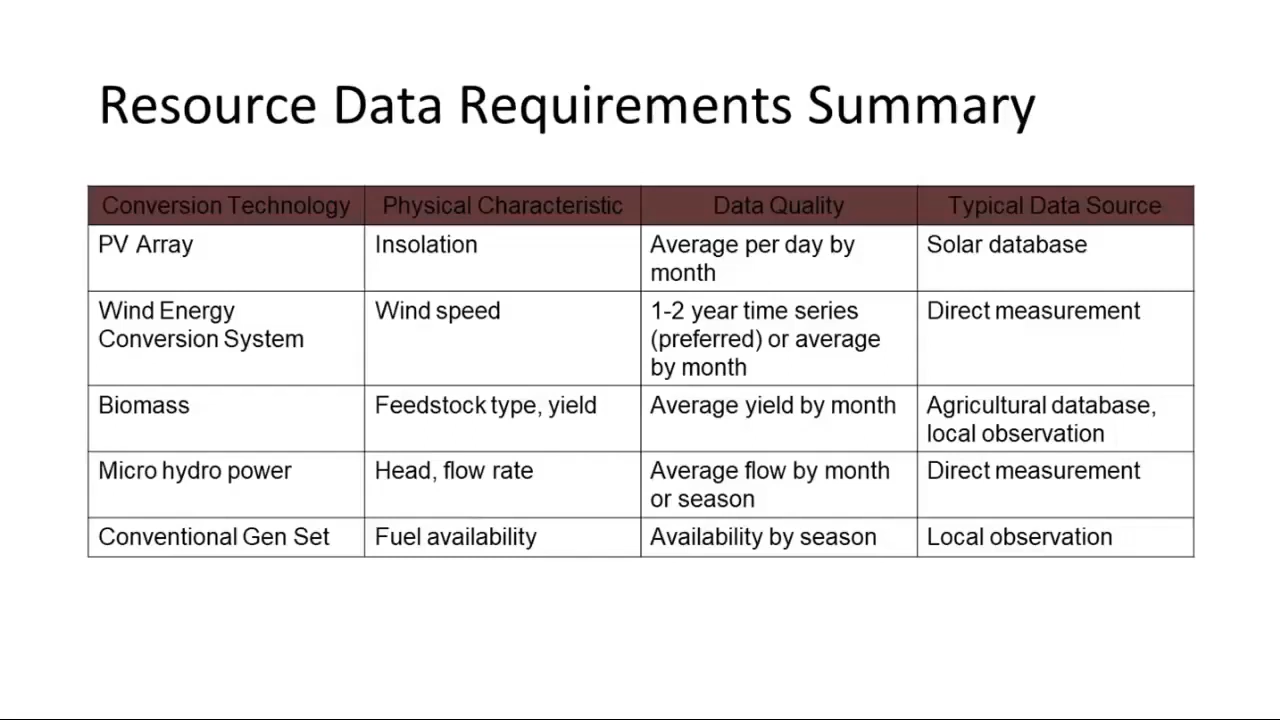 Resource Data Requirements Summary
Conversion Technology Physical Characteristic Data Quality Typical Data Source
PV Array Insolation Average per day by month Solar database
Wind Energy Conversion System Wind speed 1-2 year time series (preferred) or average by month Direct measurement
Biomass Feedstock type, yield Average yield by month Agricultural database, local observation
Micro hydro power Head, flow rate Average flow by month or season Direct measurement
Conventional Gen Set Fuel availability Availability by season Local observation